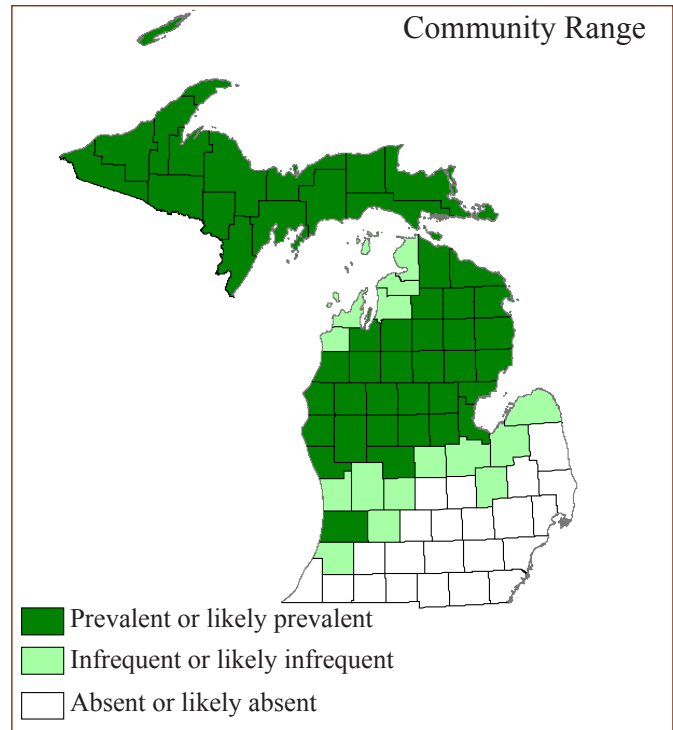 Community Range
Prevalent or likely prevalent
Infrequent or likely infrequent
Absent or likely absent